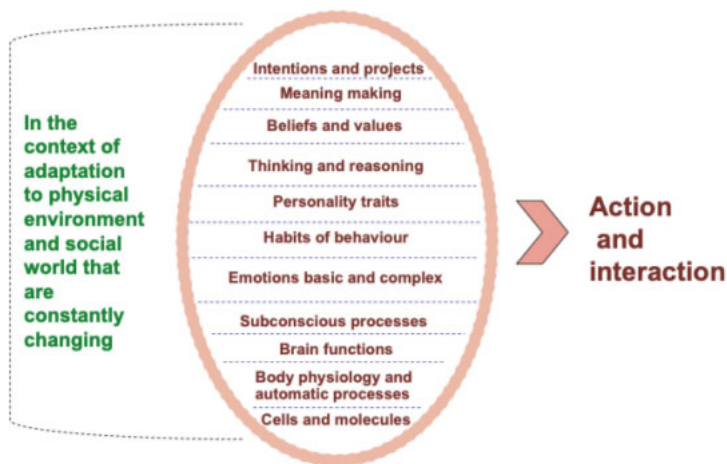 In the
context of
adaptation
to physical
environment
and social
world that
are
constantly
changing
Intentions and projects
Meaning making
Beliefs and values
Thinking and reasoning
Personality traits
Habits of behaviour
Emotions basic and complex
Subconscious processes
Brain functions
Body physiology and
automatic processes
Cells and molecules
Action
and
interaction